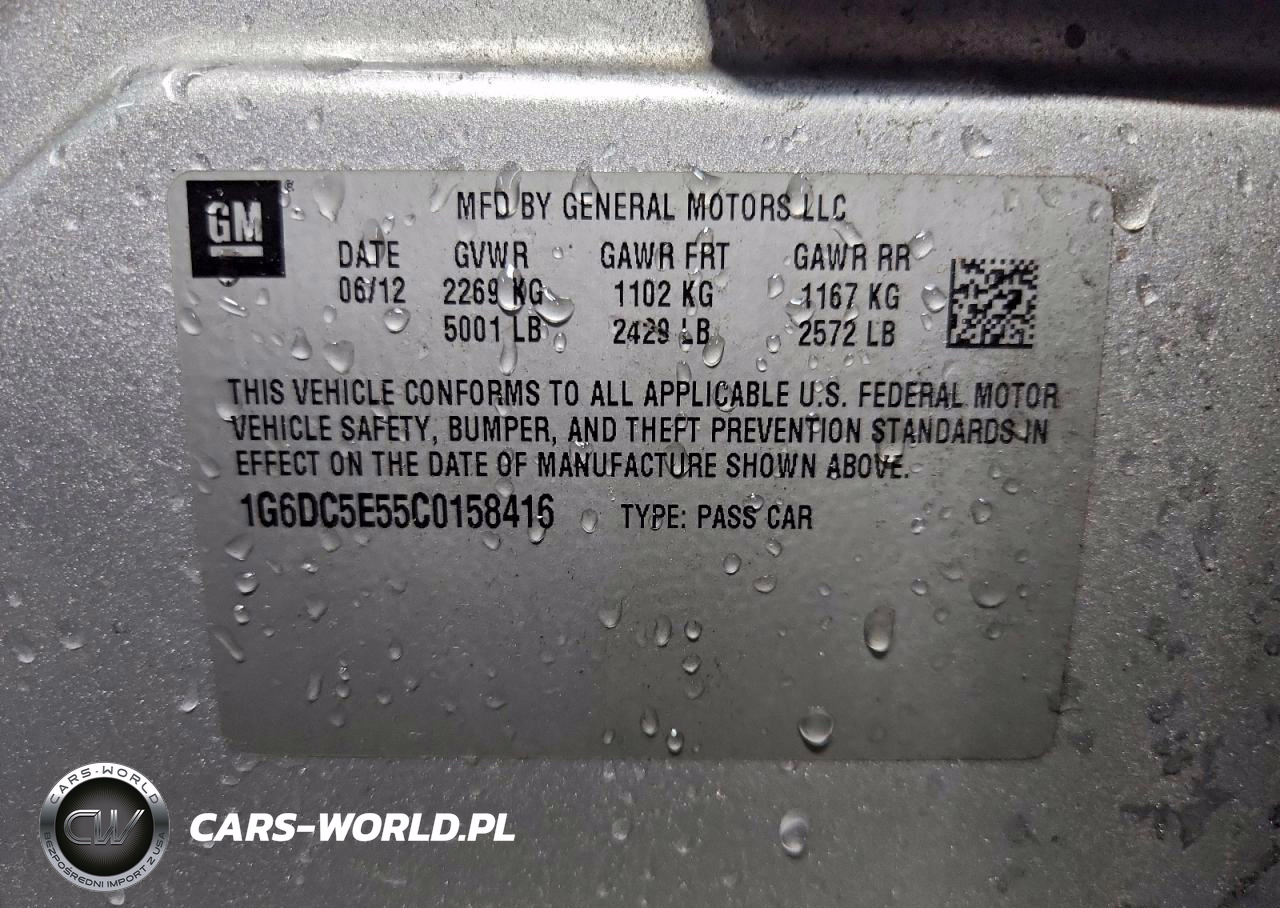 GM
MFD BY GENERAL MOTORS LLC
DATE GVWR GAWR FRT GAWR RR
06/12 2269 KG 1102 KG 1167 KG
5001 LB 2429 LB 2572 LB
THIS VEHICLE CONFORMS TO ALL APPLICABLE U.S. FEDERAL MOTOR
VEHICLE SAFETY, BUMPER, AND THEFT PREVENTION STANDARDS IN
EFFECT ON THE DATE OF MANUFACTURE SHOWN ABOVE.
1G6DC5E55C0158416 TYPE: PASS CAR
CARS-WORLD
CW
BEZPOŚREDNI IMPORT Z USA
CARS-WORLD.PL